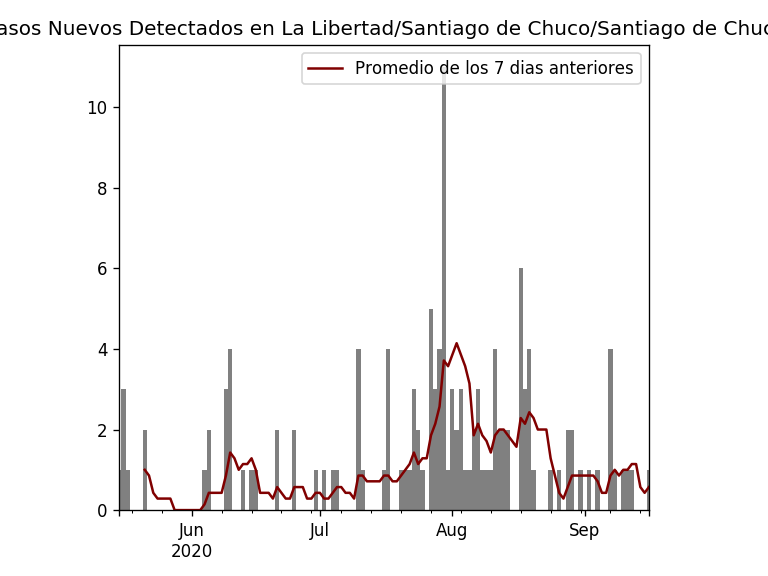 asos Nuevos Detectados en La Libertad/Santiago de Chuco/Santiago de Chuc
Promedio de los 7 dias anteriores
10
8
6
4
2
0
Jun
2020
Jul
Aug
Sep